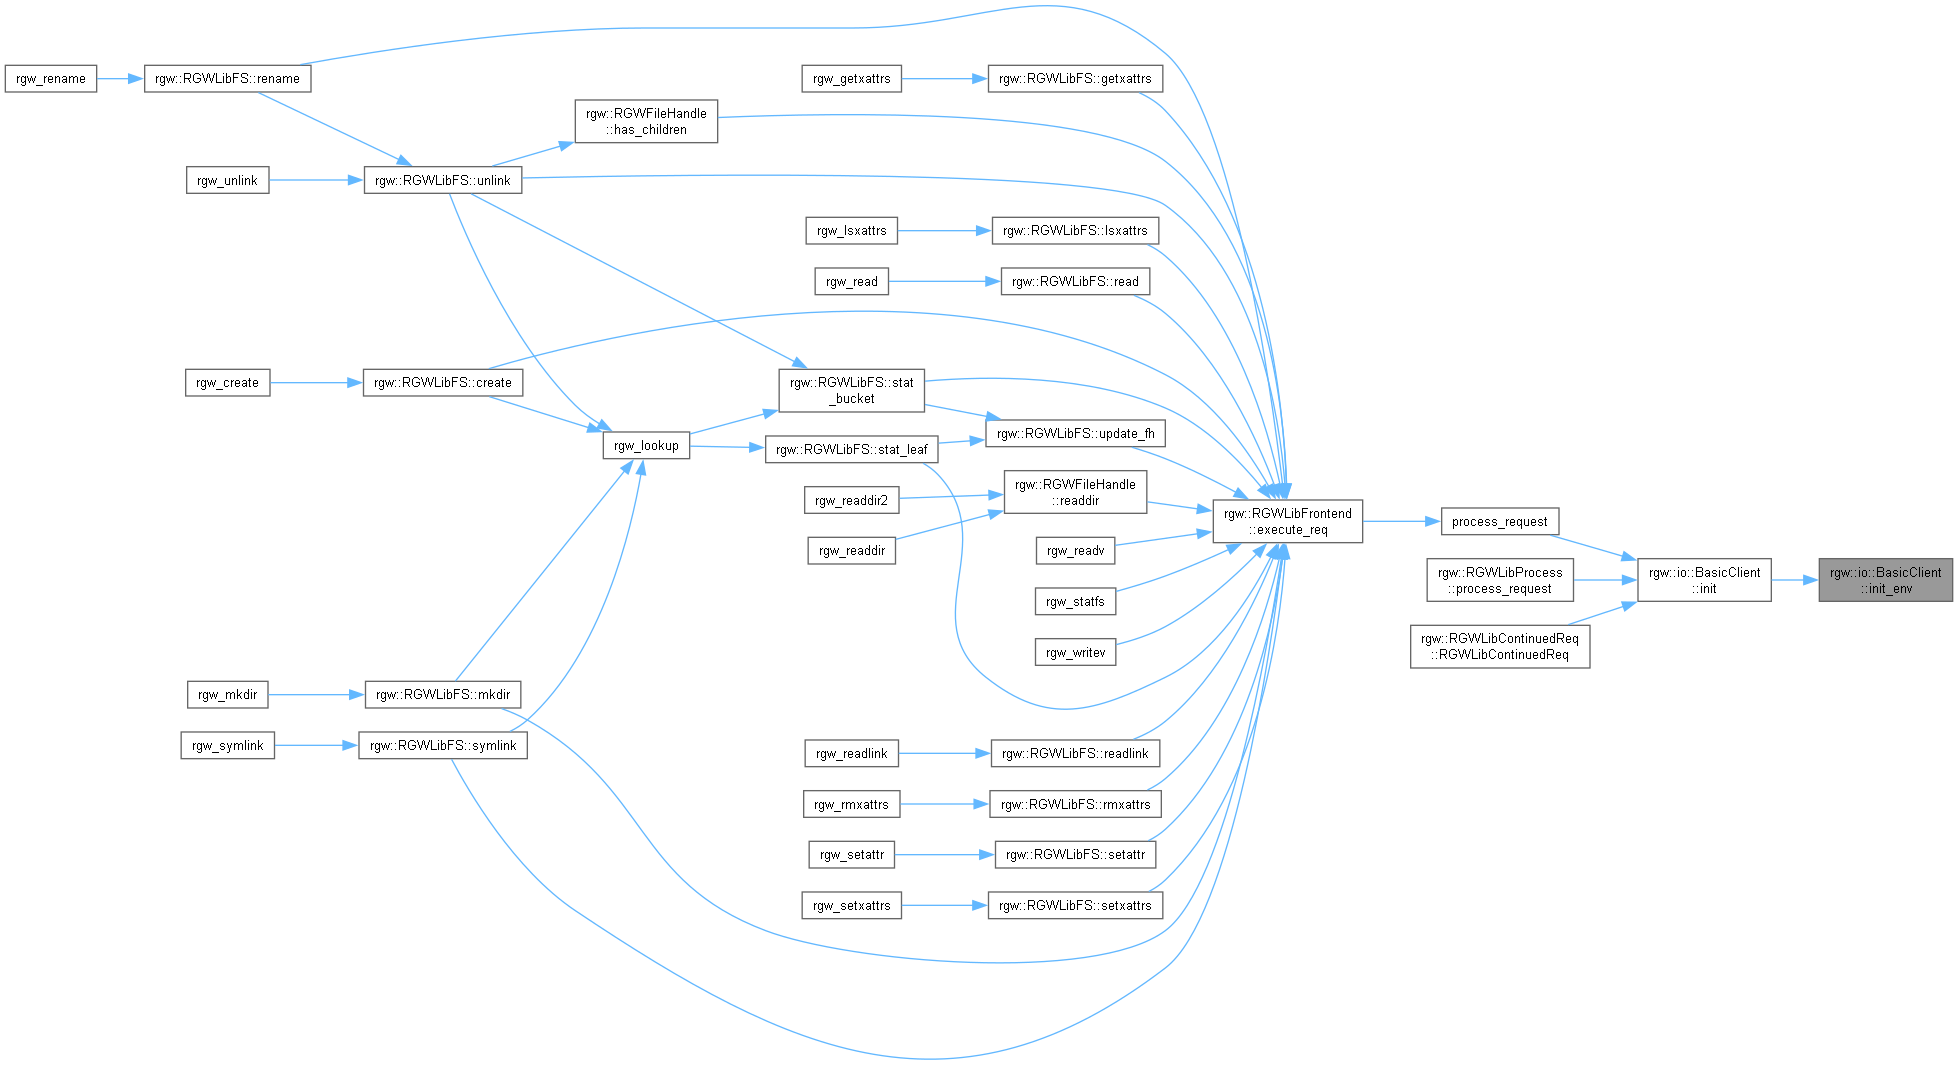 rgw_rename
rgw::RGWLibFS::rename
rgw_getxattrs
rgw::RGWLibFS::getxattrs
rgw::RGWFileHandle
::has_children
rgw_unlink
rgw::RGWLibFS::unlink
rgw_lsxattrs
rgw::RGWLibFS::lsxattrs
rgw_read
rgw::RGWLibFS::read
rgw_create
rgw::RGWLibFS::create
rgw::RGWLibFS::stat
_bucket
rgw::RGWLibFS::update_fh
rgw_lookup
rgw::RGWLibFS::stat_leaf
rgw_readdir2
rgw::RGWFileHandle
::readdir
rgw_readdir
rgw_readv
rgw::RGWLibFrontend
::execute_req
process_request
rgw::RGWLibProcess
::process_request
rgw::io::BasicClient
::init
rgw::io::BasicClient
::init_env
rgw_statfs
rgw_writev
rgw::RGWLibContinuedReq
::RGWLibContinuedReq
rgw_mkdir
rgw::RGWLibFS::mkdir
rgw_symlink
rgw::RGWLibFS::symlink
rgw_readlink
rgw::RGWLibFS::readlink
rgw_rmxattrs
rgw::RGWLibFS::rmxattrs
rgw_setattr
rgw::RGWLibFS::setattr
rgw_setxattrs
rgw::RGWLibFS::setxattrs